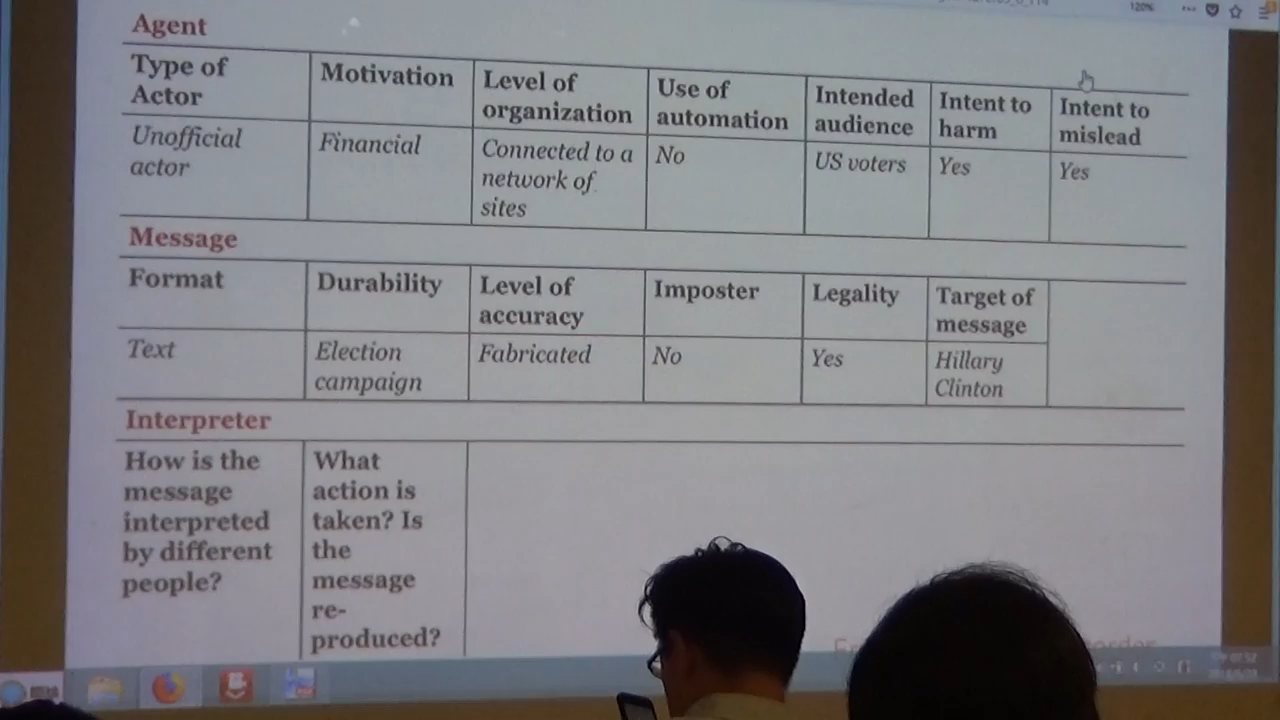 120%
Agent
Type of Actor
Motivation
Level of organization
Use of automation
Intended audience
Intent to harm
Intent to mislead
Unofficial actor
Financial
Connected to a network of sites
No
US voters
Yes
Yes
Message
Format
Durability
Level of accuracy
Imposter
Legality
Target of message
Text
Election campaign
Fabricated
No
Yes
Hillary Clinton
Interpreter
How is the message interpreted by different people?
What action is taken? Is the message re-produced?